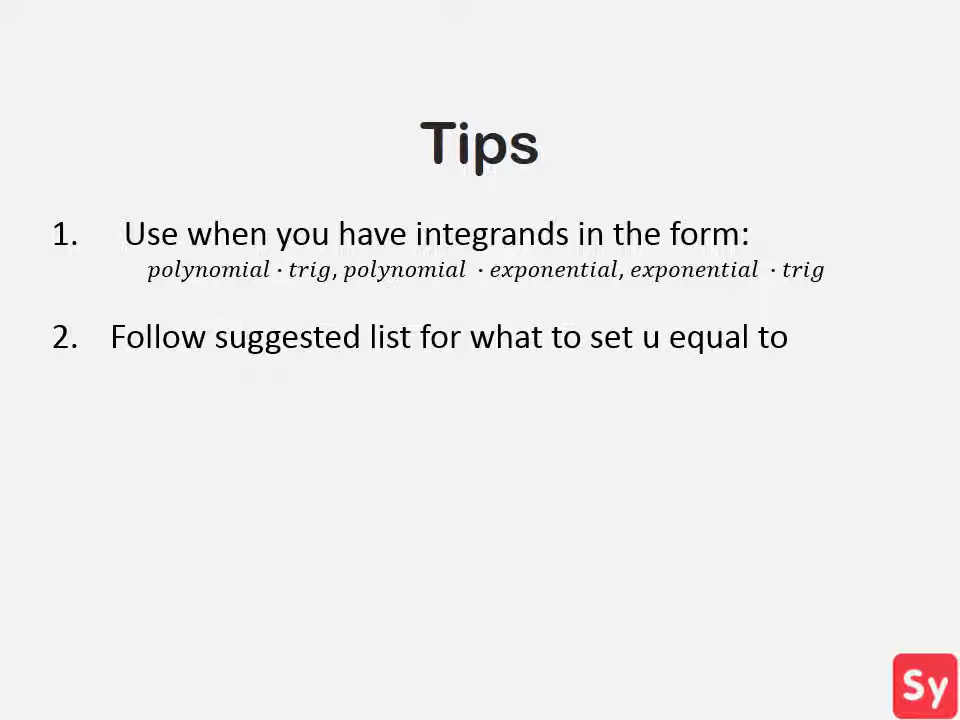 Tips
1. Use when you have integrands in the form:
polynomial · trig, polynomial · exponential, exponential · trig
2. Follow suggested list for what to set u equal to
Sy